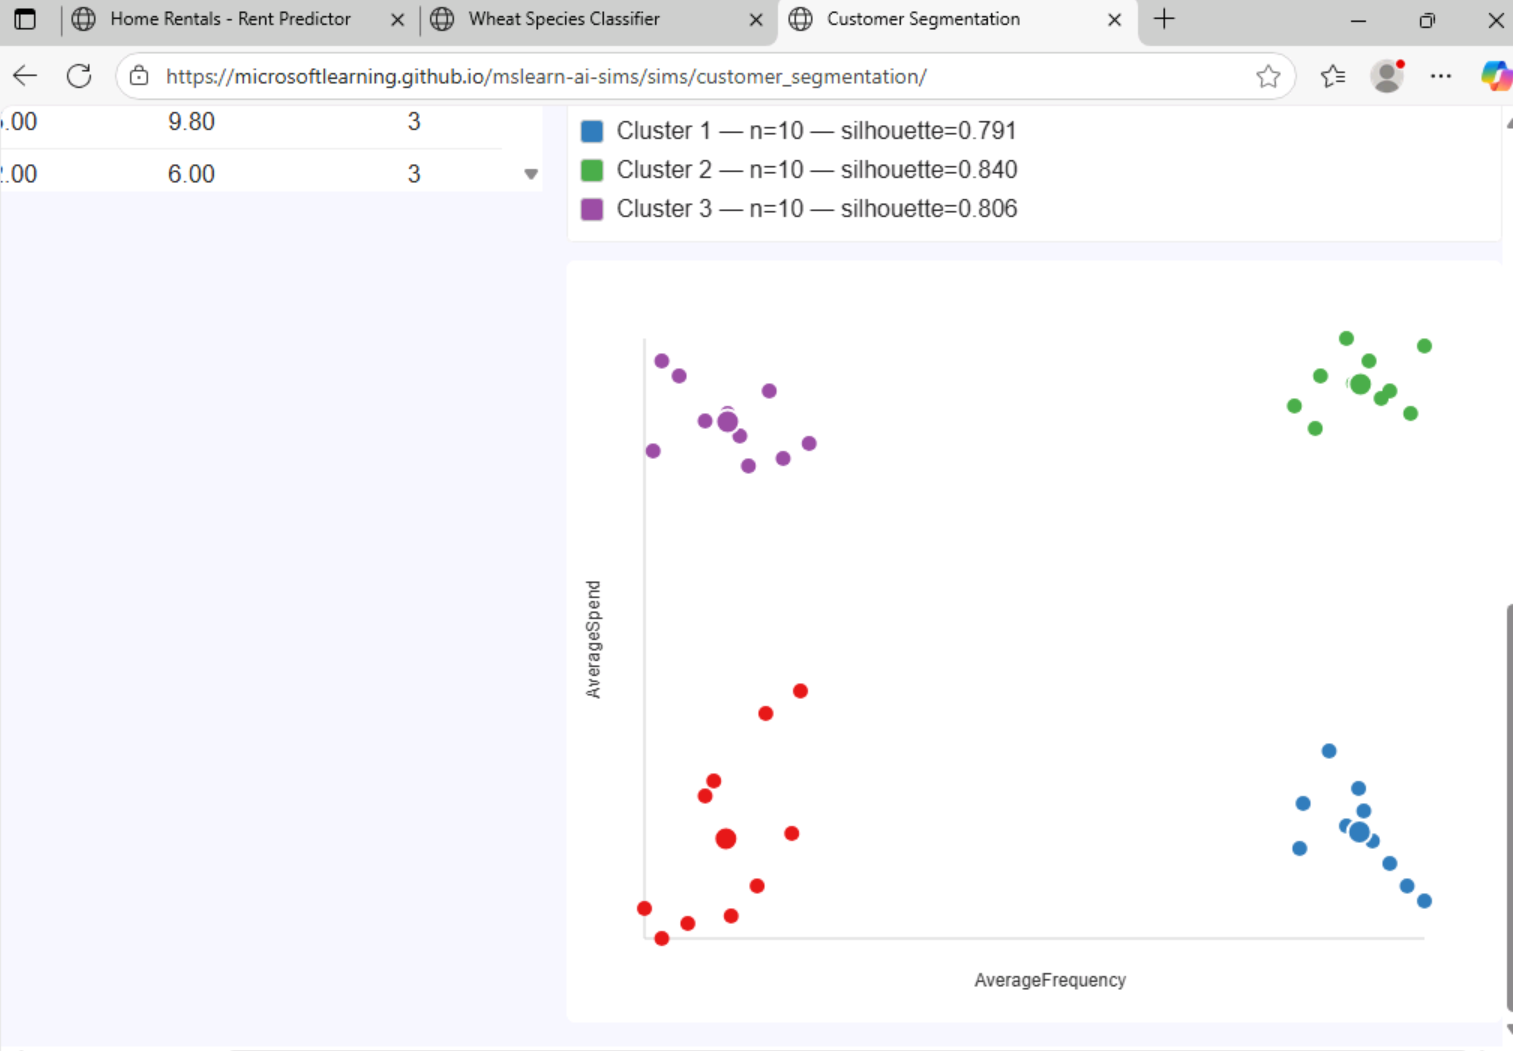 Home Rentals - Rent Predictor
Wheat Species Classifier
Customer Segmentation
https://microsoftlearning.github.io/mslearn-ai-sims/sims/customer_segmentation/
.00 9.80 3
.00 6.00 3
Cluster 1 — n=10 — silhouette=0.791
Cluster 2 — n=10 — silhouette=0.840
Cluster 3 — n=10 — silhouette=0.806
AverageSpend
AverageFrequency